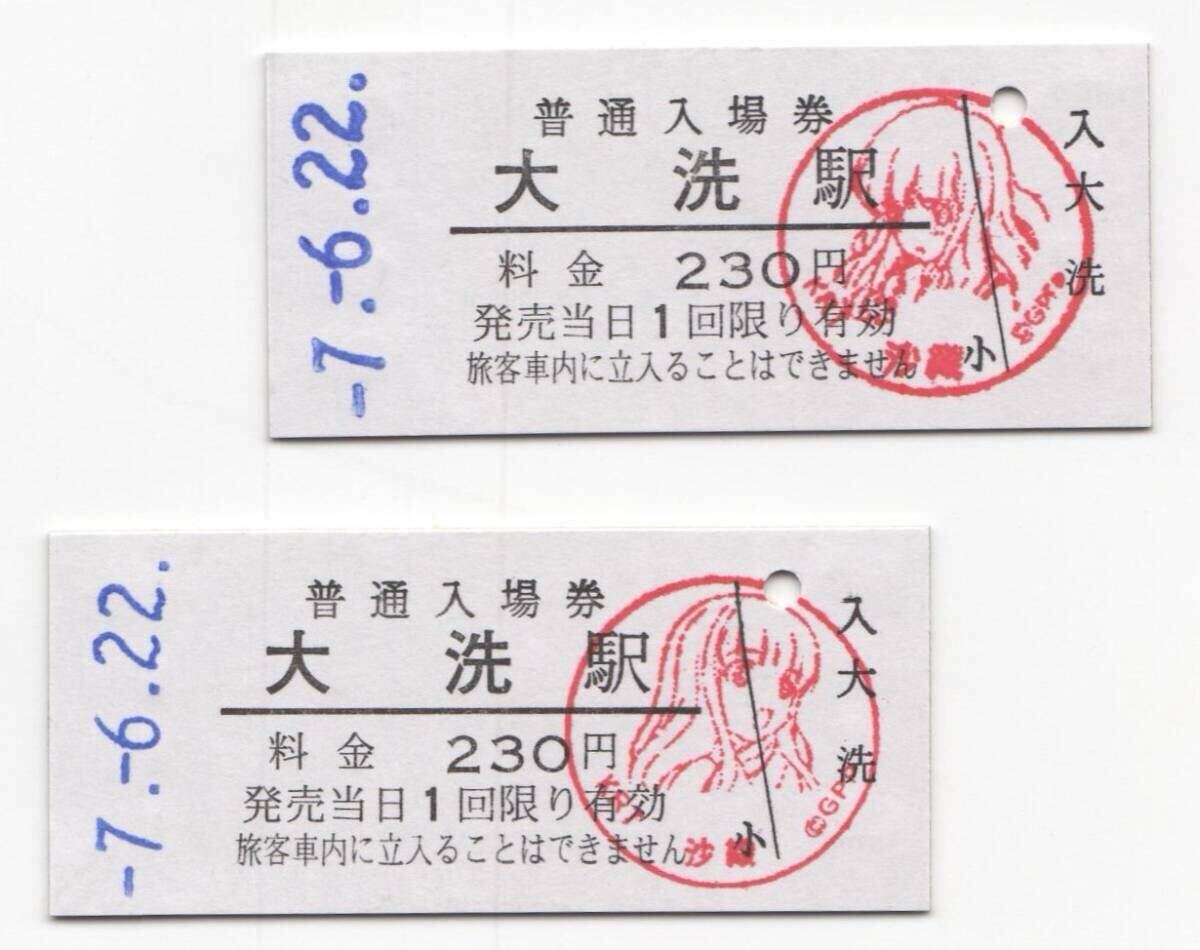 -7.-6.22.
普通入場券
大洗駅
料金 230円
発売当日1回限り有効
旅客車内に立入ることはできません
小
入大洗
沙織
-7.-6.22.
普通入場券
大洗駅
料金 230円
発売当日1回限り有効
旅客車内に立入ることはできません
小
入大洗
沙織